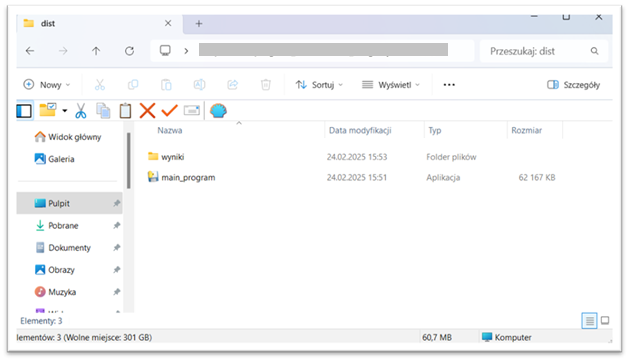 dist
Przeszukaj: dist
Nowy
Sortuj
Wyświetl
Szczegóły
Nazwa Data modyfikacji Typ Rozmiar
Widok główny
Galeria
wyniki 24.02.2025 15:53 Folder plików
main_program 24.02.2025 15:51 Aplikacja 62 167 KB
Pulpit
Pobrane
Dokumenty
Obrazy
Muzyka
Elementy: 3
lementów: 3 (Wolne miejsce: 301 GB) 60,7 MB Komputer